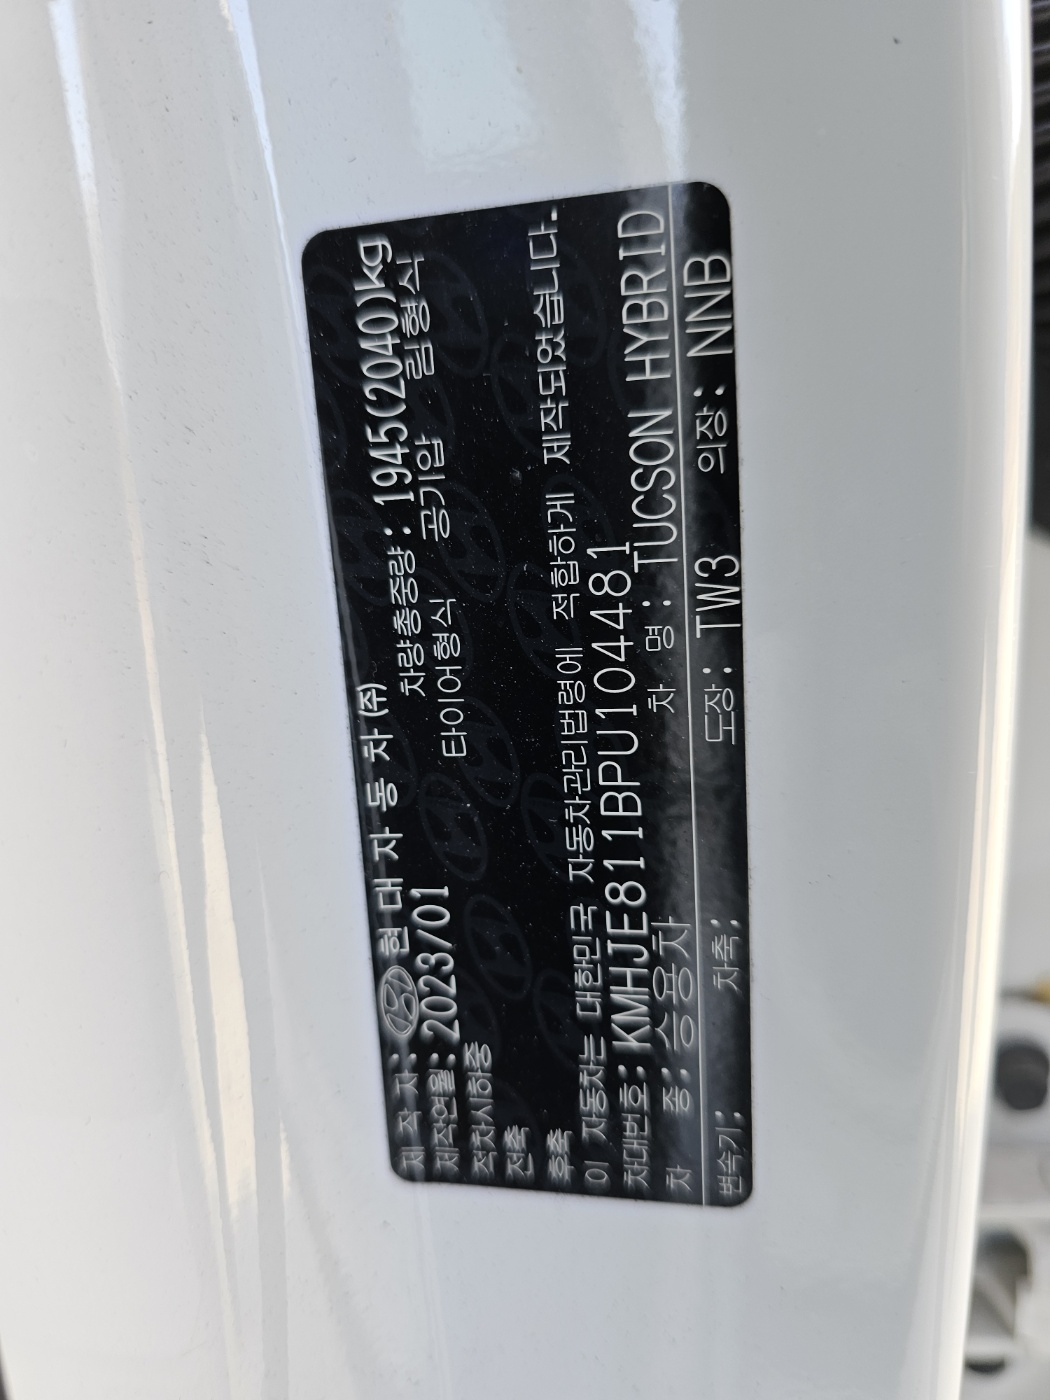 제 작 자: 현 대 자 동 차 (주)
제작연월: 2023/01 차량총중량: 1945(2040)kg
적차시하중 타이어형식 공기압 림형식
전축
후축
이 자동차는 대한민국 자동차관리법령에 적합하게 제작되었습니다.
차대번호: KMHJE811BPU104481
차 종: 승용차 차 명: TUCSON HYBRID
변속기: 차축: 도장: TW3 의장: NNB